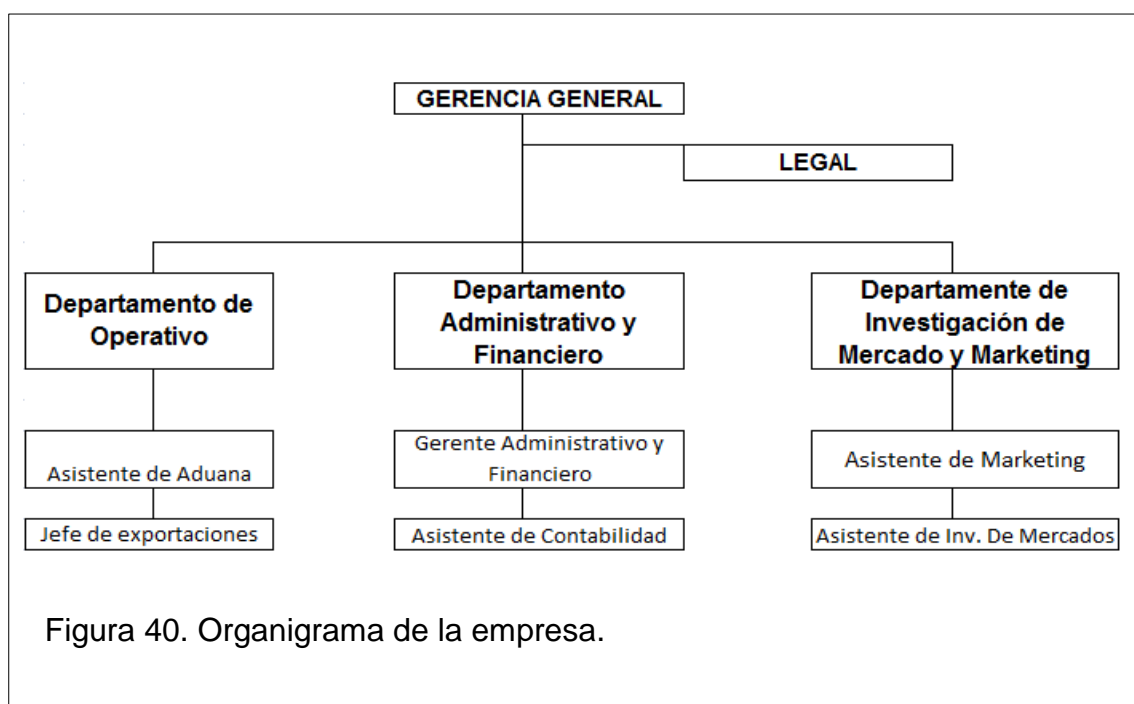 GERENCIA GENERAL
LEGAL
Departamento de
Operativo
Departamento
Administrativo y
Financiero
Departamente de
Investigación de
Mercado y Marketing
Asistente de Aduana
Gerente Administrativo y
Financiero
Asistente de Marketing
Jefe de exportaciones
Asistente de Contabilidad
Asistente de Inv. De Mercados
Figura 40. Organigrama de la empresa.